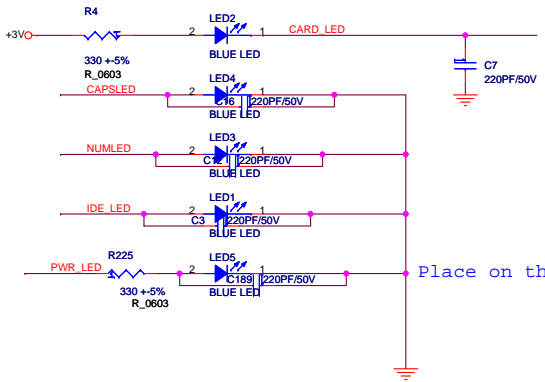 R4
LED2
+3V
2
1
CARD_LED
330 +-5%
R_0603
BLUE LED
C7
220PF/50V
LED4
CAPSLED
2
1
C16
220PF/50V
BLUE LED
LED3
NUMLED
2
1
C12
220PF/50V
BLUE LED
LED1
IDE_LED
2
1
C3
220PF/50V
BLUE LED
R225
LED5
PWR_LED
2
1
C189
220PF/50V
Place on th
330 +-5%
R_0603
BLUE LED